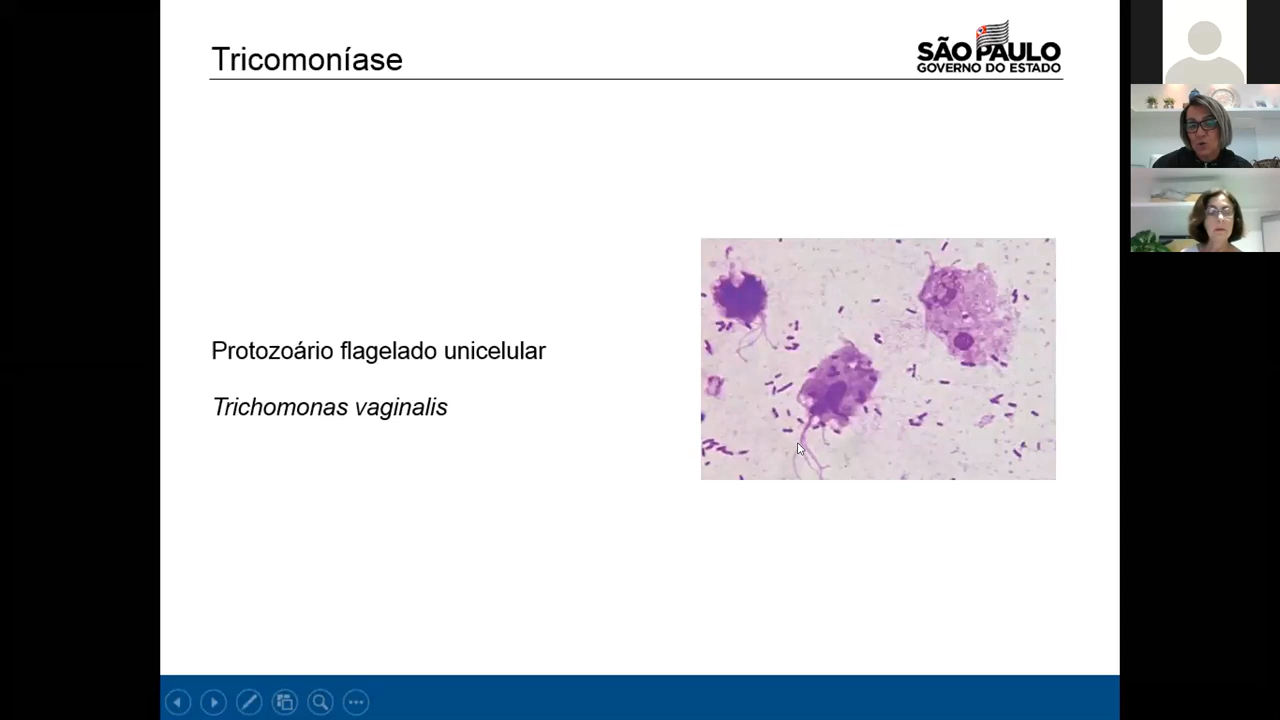 Tricomoníase
SÃO PAULO
GOVERNO DO ESTADO
Protozoário flagelado unicelular
Trichomonas vaginalis